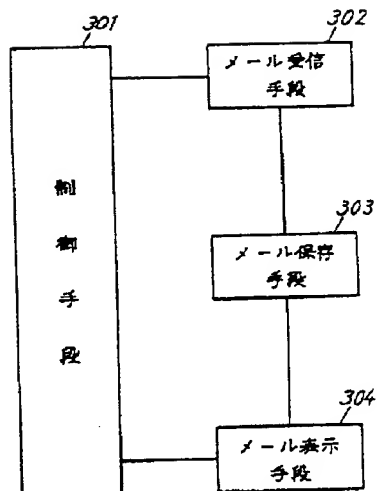 301
302
メール受信
手段
制御手段
303
メール保存
手段
304
メール表示
手段